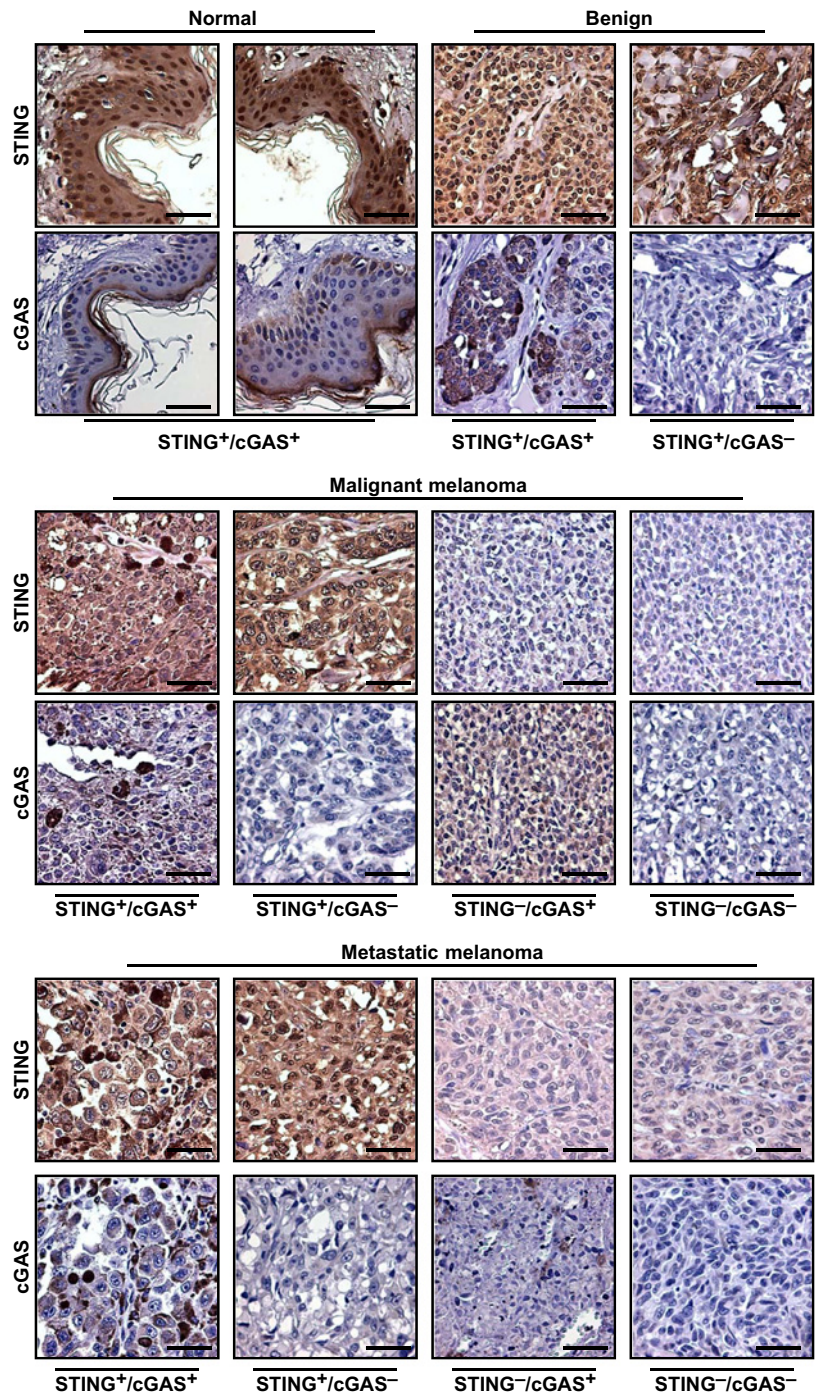 Normal
Benign
STING
cGAS
STING⁺/cGAS⁺
STING⁺/cGAS⁺
STING⁺/cGAS–
Malignant melanoma
STING
cGAS
STING⁺/cGAS⁺
STING⁺/cGAS–
STING–/cGAS⁺
STING–/cGAS–
Metastatic melanoma
STING
cGAS
STING⁺/cGAS⁺
STING⁺/cGAS–
STING–/cGAS⁺
STING–/cGAS–